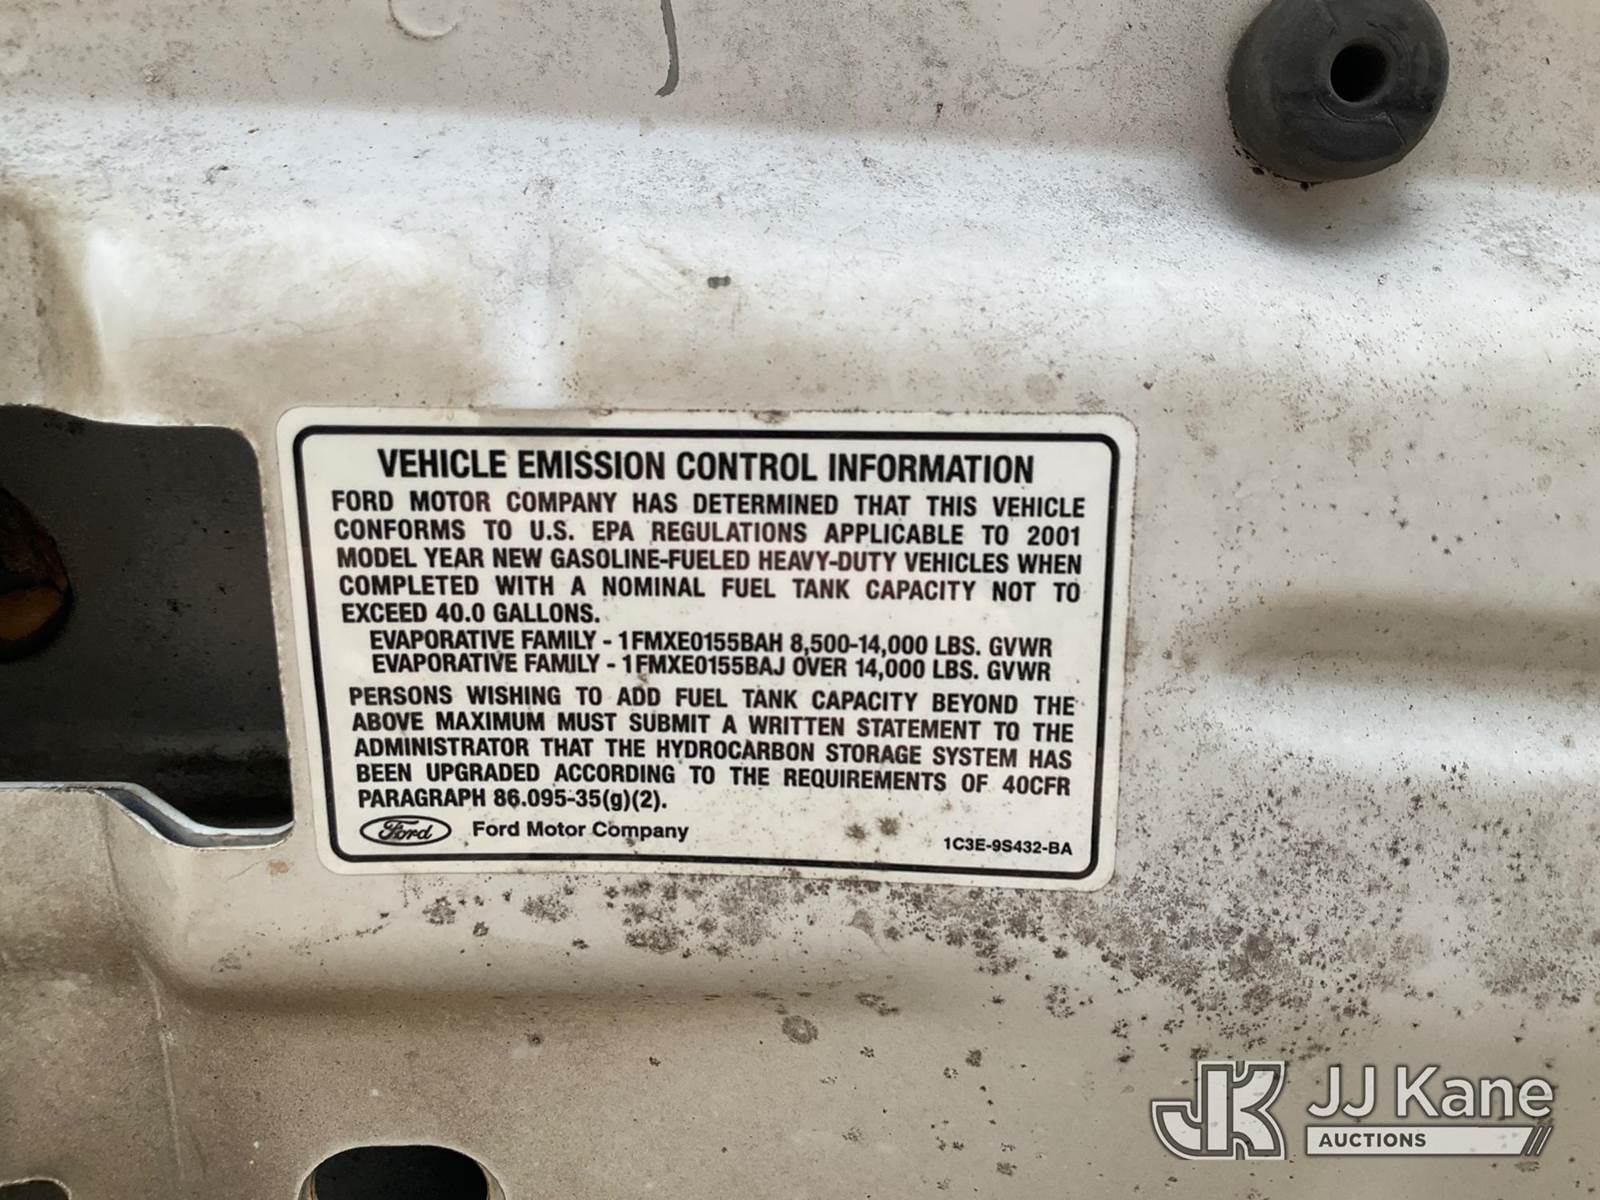 VEHICLE EMISSION CONTROL INFORMATION
FORD MOTOR COMPANY HAS DETERMINED THAT THIS VEHICLE
CONFORMS TO U.S. EPA REGULATIONS APPLICABLE TO 2001
MODEL YEAR NEW GASOLINE-FUELED HEAVY-DUTY VEHICLES WHEN
COMPLETED WITH A NOMINAL FUEL TANK CAPACITY NOT TO
EXCEED 40.0 GALLONS.
EVAPORATIVE FAMILY - 1FMXE0155BAH 8,500-14,000 LBS. GVWR
EVAPORATIVE FAMILY - 1FMXE0155BAJ OVER 14,000 LBS. GVWR
PERSONS WISHING TO ADD FUEL TANK CAPACITY BEYOND THE
ABOVE MAXIMUM MUST SUBMIT A WRITTEN STATEMENT TO THE
ADMINISTRATOR THAT THE HYDROCARBON STORAGE SYSTEM HAS
BEEN UPGRADED ACCORDING TO THE REQUIREMENTS OF 40CFR
PARAGRAPH 86.095-35(g)(2).
Ford Ford Motor Company 1C3E-9S432-BA
JK JJ Kane
AUCTIONS